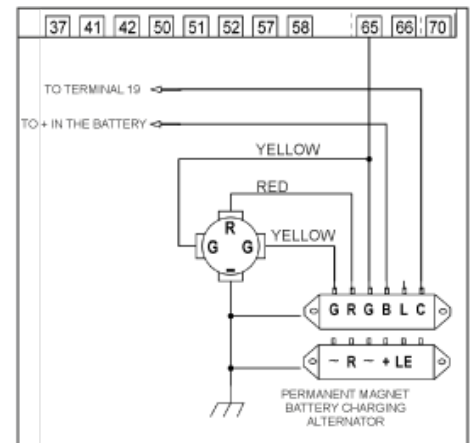 37 41 42 50 51 52 57 58 65 66 70
TO TERMINAL 19
TO + IN THE BATTERY
YELLOW
RED
R
YELLOW
G G
–
G R G B L C
~ R ~ + LE
PERMANENT MAGNET
BATTERY CHARGING
ALTERNATOR